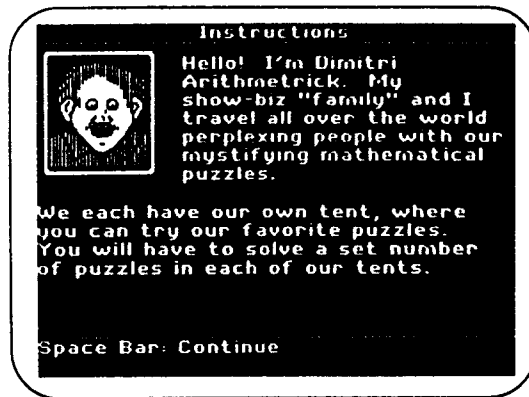 Instructions
Hello! I'm Dimitri
Arithmetrick. My
show-biz "family" and I
travel all over the world
perplexing people with our
mystifying mathematical
puzzles.
We each have our own tent, where
you can try our favorite puzzles.
You will have to solve a set number
of puzzles in each of our tents.
Space Bar: Continue